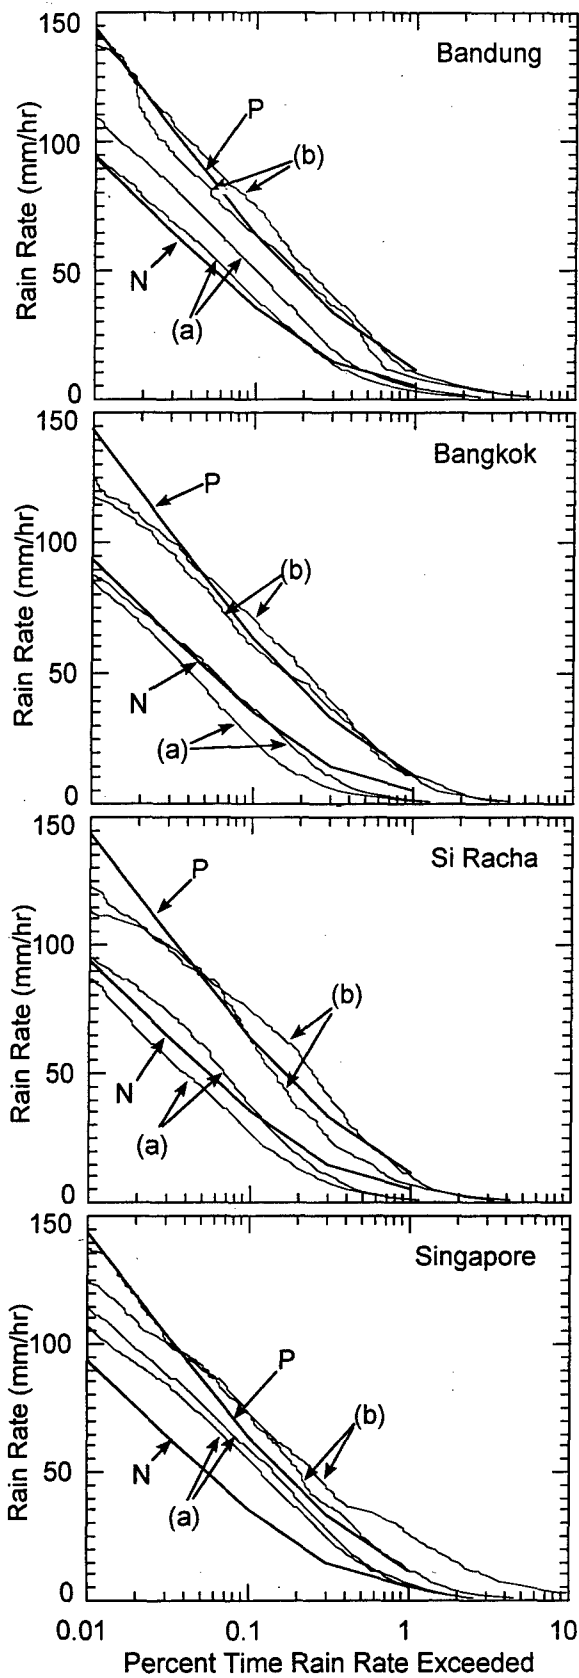 150
Bandung
P
100
(b)
Rain Rate (mm/hr)
50
N
(a)
0
150
Bangkok
P
100
(b)
Rain Rate (mm/hr)
50
N
(a)
0
150
Si Racha
P
100
(b)
Rain Rate (mm/hr)
50
N
(a)
0
150
Singapore
100
P
(b)
Rain Rate (mm/hr)
50
N
(a)
0
0.01 0.1 1 10
Percent Time Rain Rate Exceeded